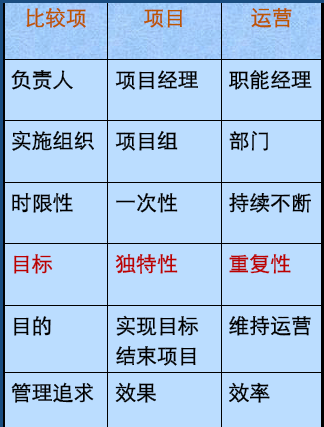 比较项 项目 运营
负责人 项目经理 职能经理
实施组织 项目组 部门
时限性 一次性 持续不断
目标 独特性 重复性
目的 实现目标 维持运营
结束项目
管理追求 效果 效率